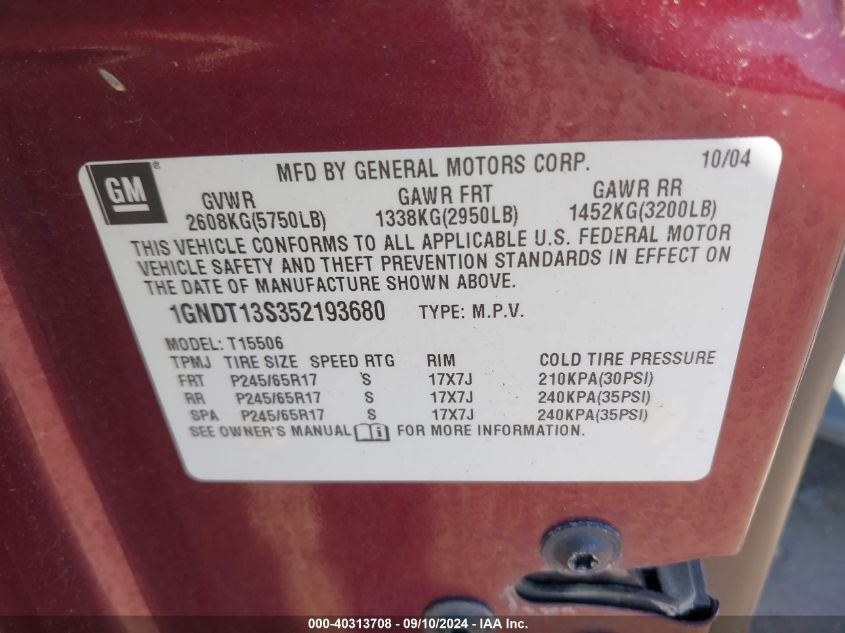 GM
®
MFD BY GENERAL MOTORS CORP. 10/04
GVWR GAWR FRT GAWR RR
2608KG(5750LB) 1338KG(2950LB) 1452KG(3200LB)
THIS VEHICLE CONFORMS TO ALL APPLICABLE U.S. FEDERAL MOTOR
VEHICLE SAFETY AND THEFT PREVENTION STANDARDS IN EFFECT ON
THE DATE OF MANUFACTURE SHOWN ABOVE.
1GNDT13S352193680 TYPE: M.P.V.
MODEL: T15506
TPMJ TIRE SIZE SPEED RTG RIM COLD TIRE PRESSURE
FRT P245/65R17 S 17X7J 210KPA(30PSI)
RR P245/65R17 S 17X7J 240KPA(35PSI)
SPA P245/65R17 S 17X7J 240KPA(35PSI)
SEE OWNER'S MANUAL i FOR MORE INFORMATION.
000-40313708 - 09/10/2024 - IAA Inc.